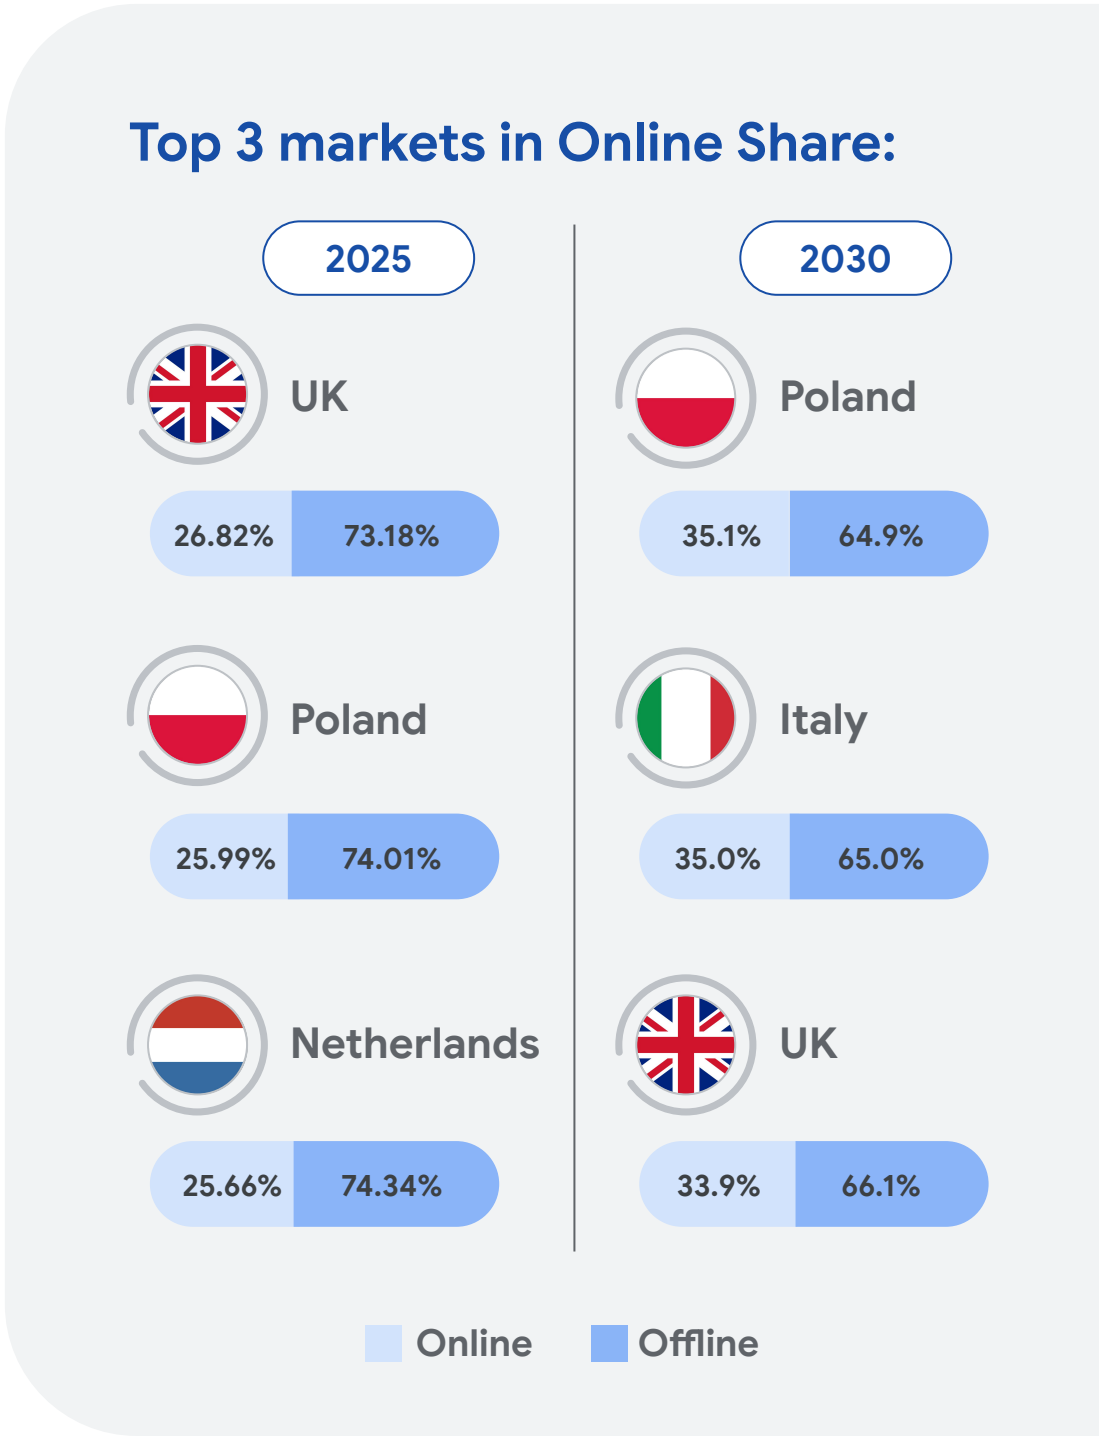 Top 3 markets in Online Share:
2025
UK
26.82% 73.18%
Poland
25.99% 74.01%
Netherlands
25.66% 74.34%
2030
Poland
35.1% 64.9%
Italy
35.0% 65.0%
UK
33.9% 66.1%
Online Offline